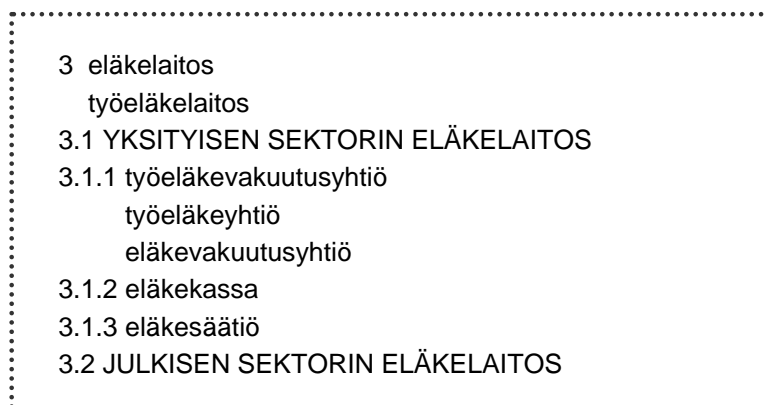 3 eläkelaitos
työeläkelaitos
3.1 YKSITYISEN SEKTORIN ELÄKELAITOS
3.1.1 työeläkevakuutusyhtiö
työeläkeyhtiö
eläkevakuutusyhtiö
3.1.2 eläkekassa
3.1.3 eläkesäätiö
3.2 JULKISEN SEKTORIN ELÄKELAITOS